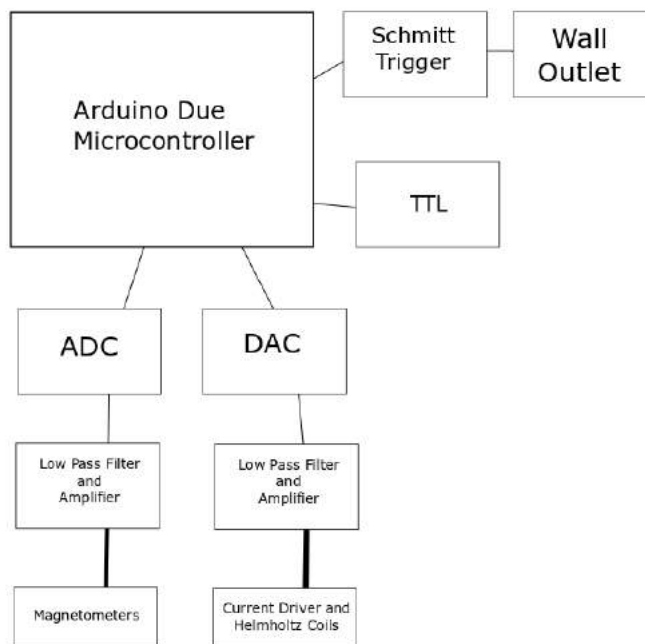 Arduino Due
Microcontroller
Schmitt
Trigger
Wall
Outlet
TTL
ADC
DAC
Low Pass Filter
and
Amplifier
Low Pass Filter
and
Amplifier
Magnetometers
Current Driver and
Helmholtz Coils